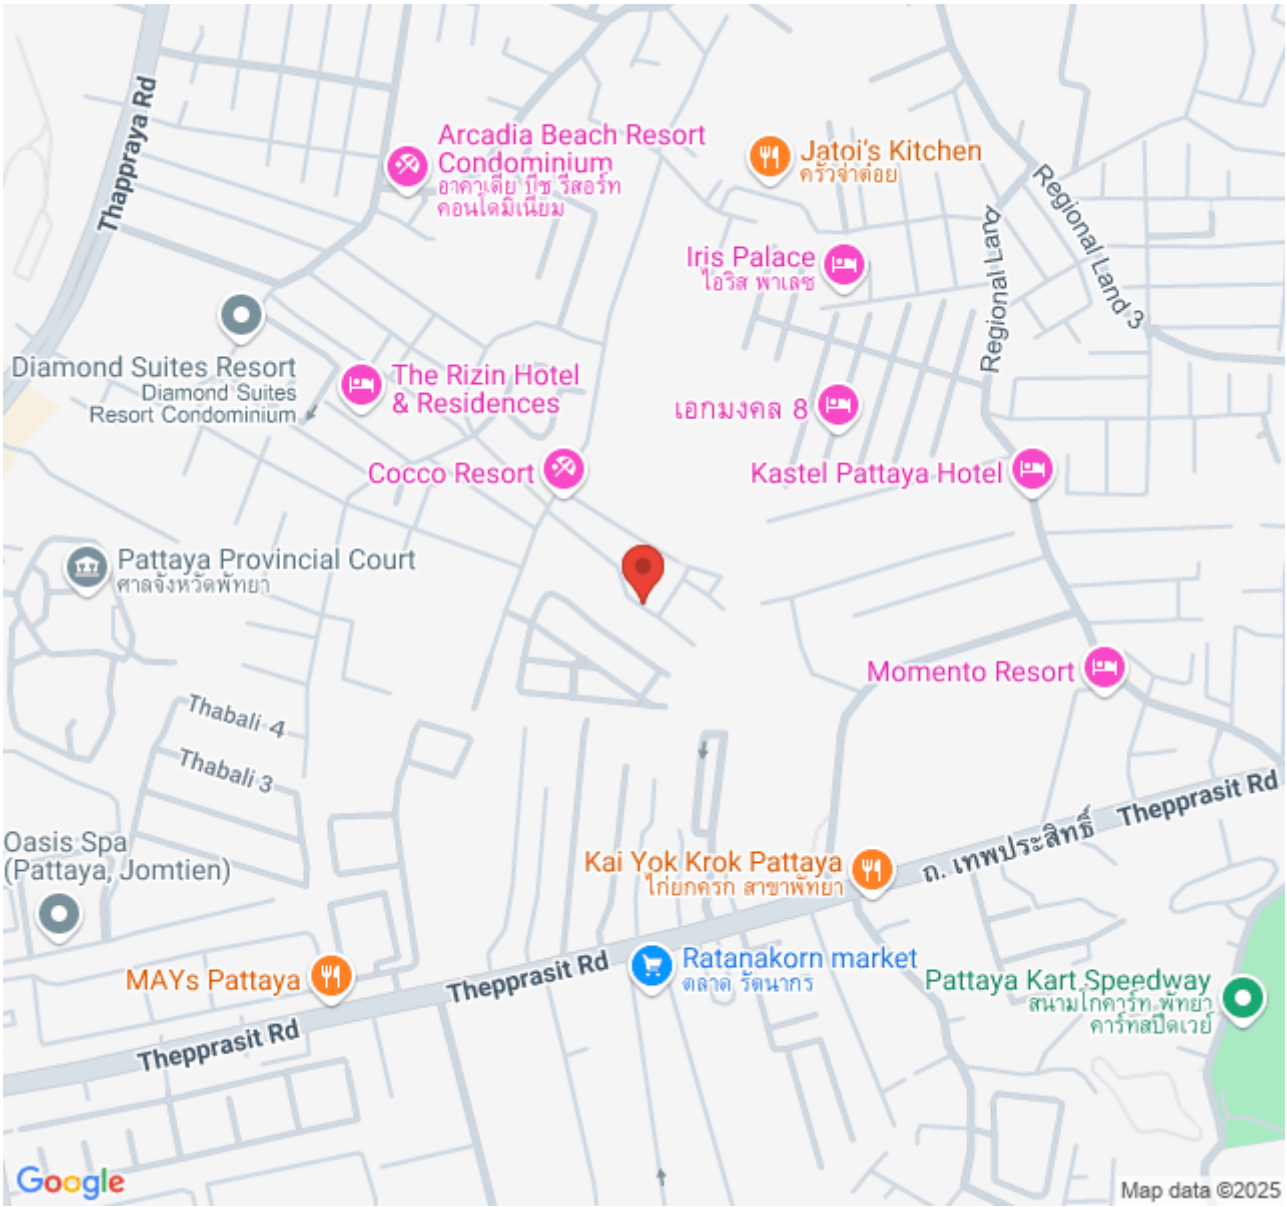 Thappraya Rd
Arcadia Beach Resort
Condominium
อาคาเดีย บีช รีสอร์ท
คอนโดมิเนียม
Jatoi's Kitchen
ครัวจ่าต๋อย
Regional Land 3
Regional Land
Iris Palace
ไอริส พาเลซ
Diamond Suites Resort
Diamond Suites
Resort Condominium
The Rizin Hotel
& Residences
เอกมงคล 8
Cocco Resort
Kastel Pattaya Hotel
Pattaya Provincial Court
ศาลจังหวัดพัทยา
Momento Resort
Thabali 4
Thabali 3
Thepprasit Rd
ถ. เทพประสิทธิ์
Oasis Spa
(Pattaya, Jomtien)
Kai Yok Krok Pattaya
ไก่ยกครก สาขาพัทยา
MAYs Pattaya
Thepprasit Rd
Ratanakorn market
ตลาด รัตนากร
Pattaya Kart Speedway
สนามโกคาร์ท พัทยา
คาร์ทสปีดเวย์
Thepprasit Rd
Google
Map data ©2025